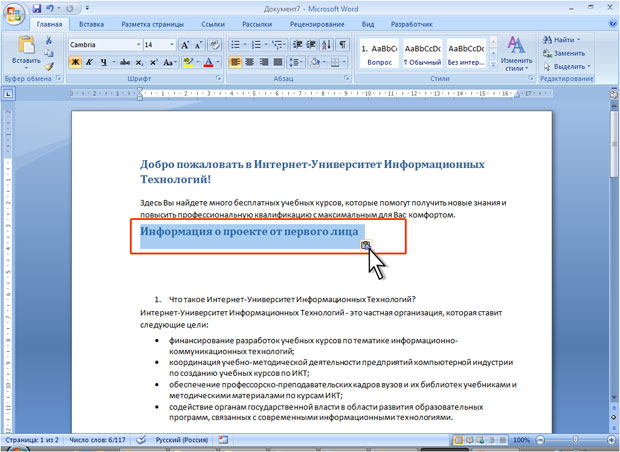 Документ7 - Microsoft Word
Главная Вставка Разметка страницы Ссылки Рассылки Рецензирование Вид Разработчик
Cambria 14
1. AaBbCc AaBbCcDc AaBbCcDc
Вставить
Вопрос ¶ Обычный Без интер...
Изменить стили
Найти
Заменить
Выделить
Буфер обмена Шрифт Абзац Стили Редактирование
Добро пожаловать в Интернет-Университет Информационных
Технологий!
Здесь Вы найдете много бесплатных учебных курсов, которые помогут получить новые знания и
повысить профессиональную квалификацию с максимальным для Вас комфортом.
Информация о проекте от первого лица
1. Что такое Интернет-Университет Информационных Технологий?
Интернет-Университет Информационных Технологий - это частная организация, которая ставит
следующие цели:
• финансирование разработок учебных курсов по тематике информационно-
коммуникационных технологий;
• координация учебно-методической деятельности предприятий компьютерной индустрии
по созданию учебных курсов по ИКТ;
• обеспечение профессорско-преподавательских кадров вузов и их библиотек учебниками и
методическими материалами по курсам ИКТ;
• содействие органам государственной власти в области развития образовательных
программ, связанных с современными информационными технологиями.
Страница: 1 из 2 Число слов: 6/117 Русский (Россия) 100%